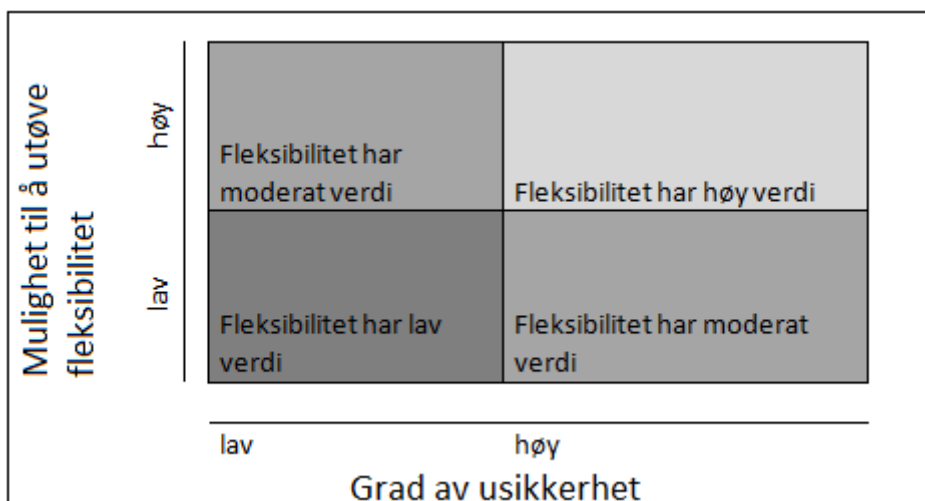 Mulighet til å utøve
fleksibilitet
høy
lav
Fleksibilitet har
moderat verdi
Fleksibilitet har høy verdi
Fleksibilitet har lav
verdi
Fleksibilitet har moderat
verdi
lav
høy
Grad av usikkerhet